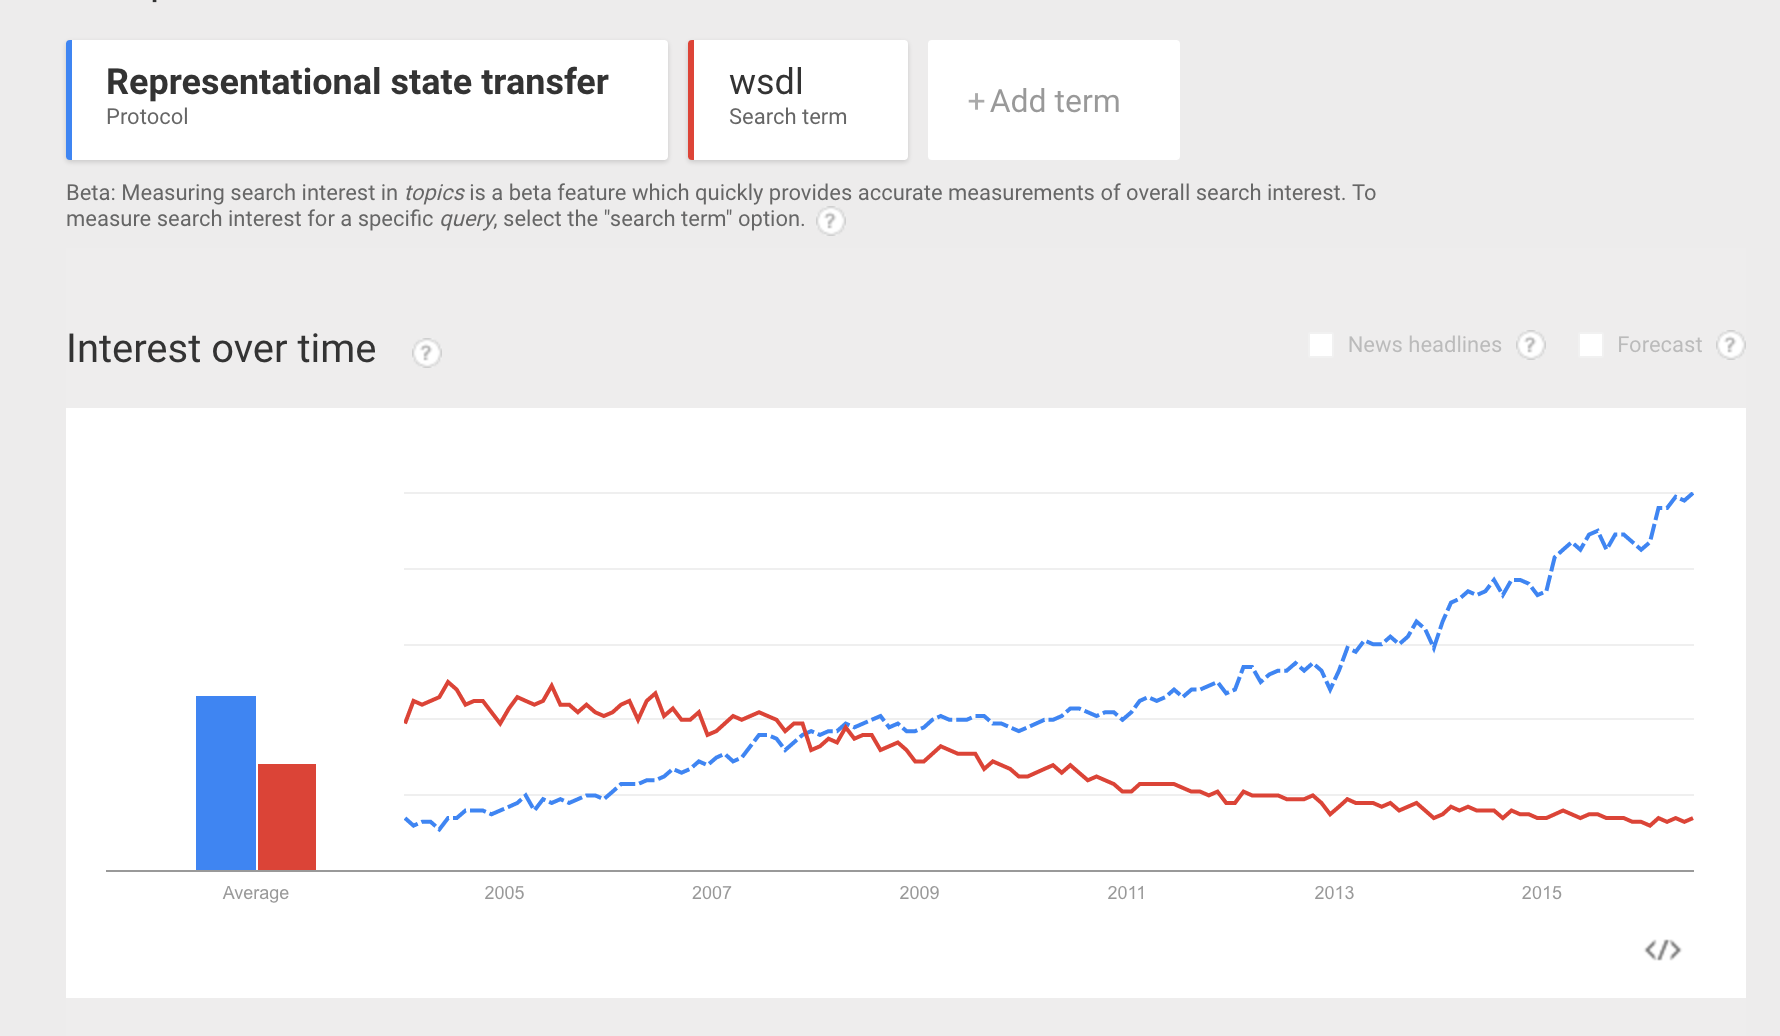 Representational state transfer
Protocol
wsdl
Search term
+Add term
Beta: Measuring search interest in topics is a beta feature which quickly provides accurate measurements of overall search interest. To
measure search interest for a specific query, select the "search term" option. ?
Interest over time ?
News headlines ?
Forecast ?
Average
2005
2007
2009
2011
2013
2015
</>